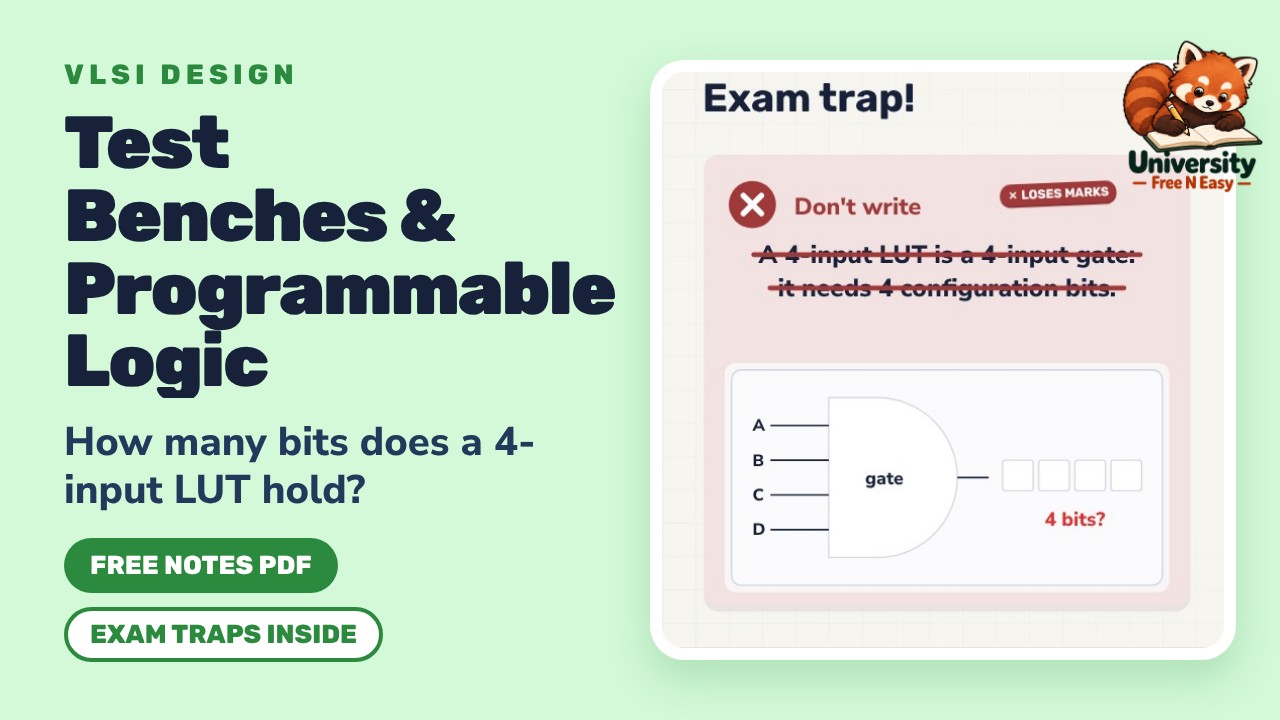 VLSI DESIGN
Test
Benches &
Programmable
Logic
How many bits does a 4-
input LUT hold?
FREE NOTES PDF
EXAM TRAPS INSIDE
Exam trap!
University
Free N Easy
× LOSES MARKS
Don't write
A 4-input LUT is a 4-input gate:
it needs 4 configuration bits.
A
B
C
D
gate
4 bits?